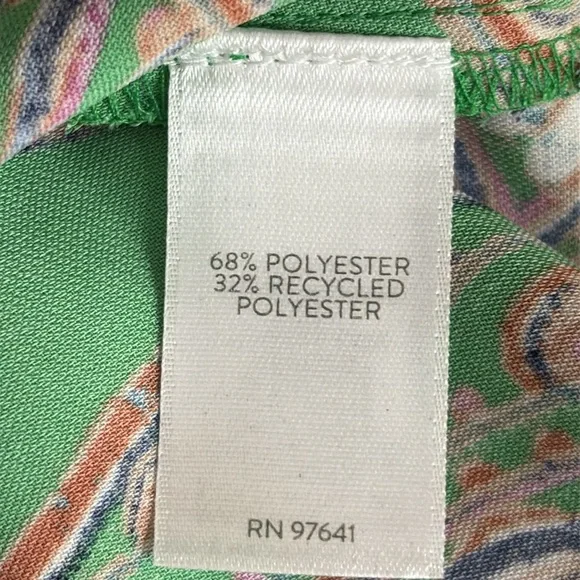 68% POLYESTER
32% RECYCLED
POLYESTER
RN 97641